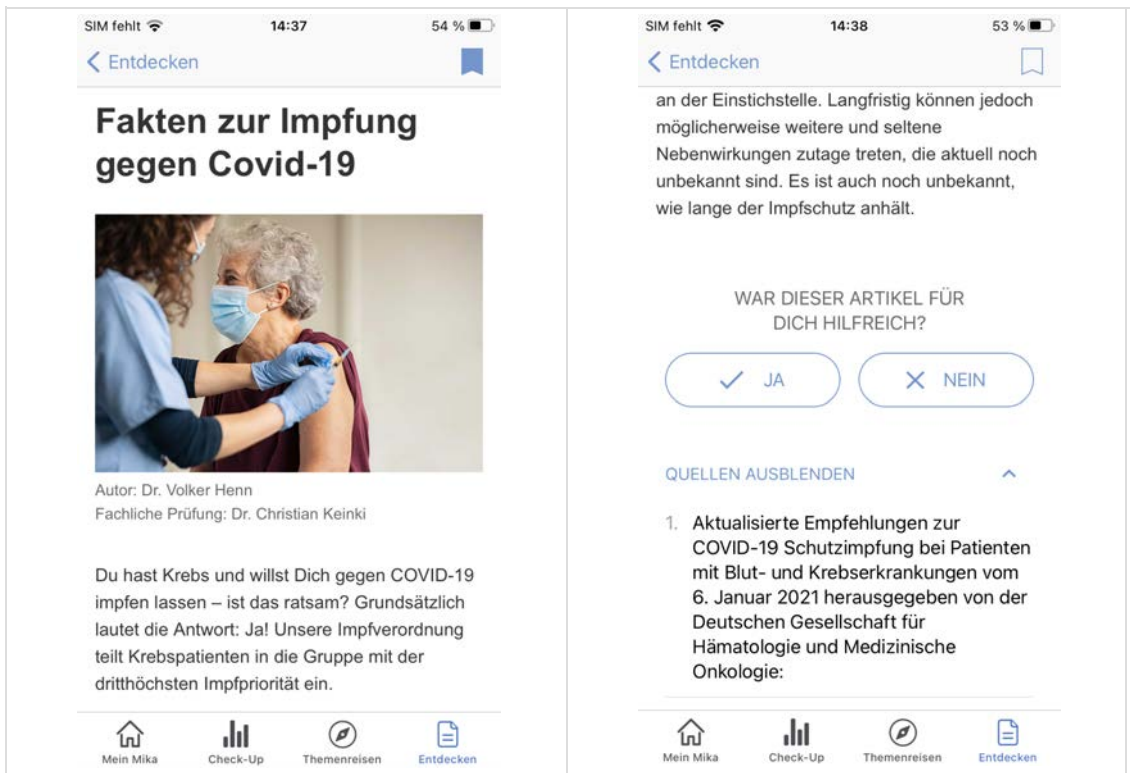 SIM fehlt
14:37
54 %
Entdecken
Fakten zur Impfung
gegen Covid-19
Autor: Dr. Volker Henn
Fachliche Prüfung: Dr. Christian Keinki
Du hast Krebs und willst Dich gegen COVID-19
impfen lassen – ist das ratsam? Grundsätzlich
lautet die Antwort: Ja! Unsere Impfverordnung
teilt Krebspatienten in die Gruppe mit der
dritthöchsten Impfpriorität ein.
Mein Mika
Check-Up
Themenreisen
Entdecken
SIM fehlt
14:38
53 %
Entdecken
an der Einstichstelle. Langfristig können jedoch
möglicherweise weitere und seltene
Nebenwirkungen zutage treten, die aktuell noch
unbekannt sind. Es ist auch noch unbekannt,
wie lange der Impfschutz anhält.
WAR DIESER ARTIKEL FÜR
DICH HILFREICH?
JA
NEIN
QUELLEN AUSBLENDEN
1. Aktualisierte Empfehlungen zur
COVID-19 Schutzimpfung bei Patienten
mit Blut- und Krebserkrankungen vom
6. Januar 2021 herausgegeben von der
Deutschen Gesellschaft für
Hämatologie und Medizinische
Onkologie:
Mein Mika
Check-Up
Themenreisen
Entdecken